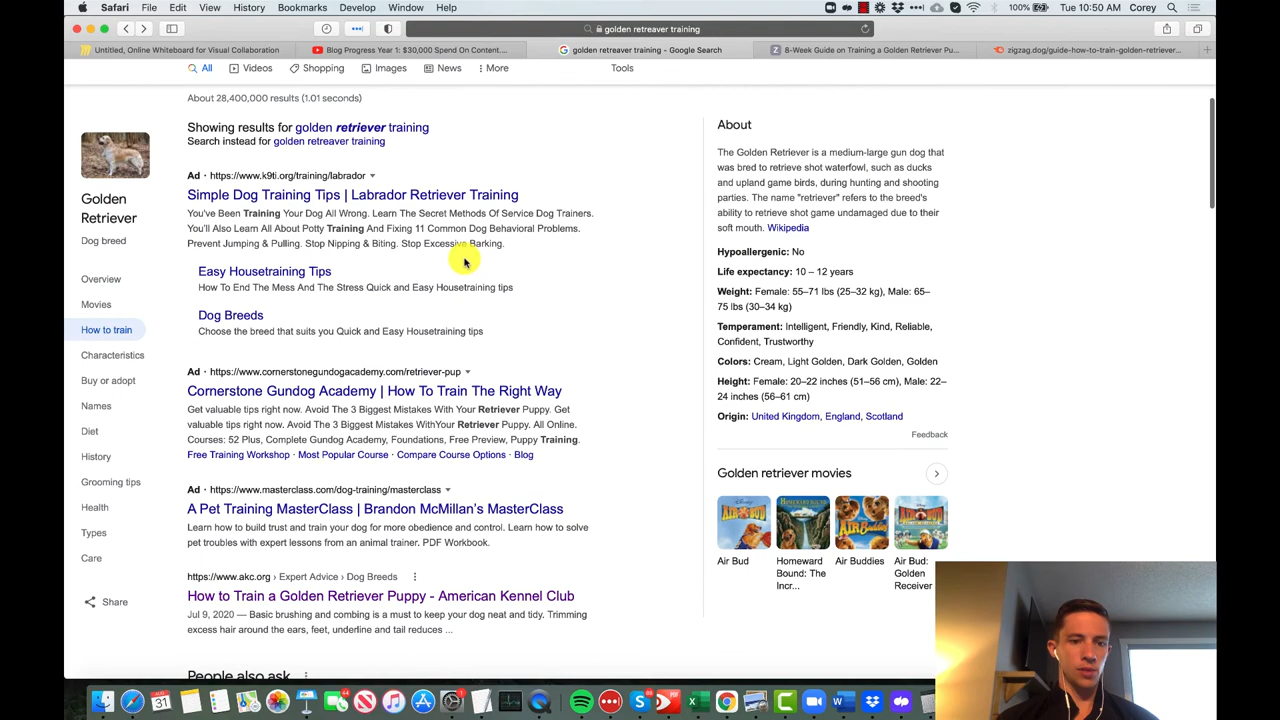 Safari File Edit View History Bookmarks Develop Window Help
100% Tue 10:50 AM Corey
golden retreaver training
Untitled, Online Whiteboard for Visual Collaboration
Blog Progress Year 1: $30,000 Spend On Content....
golden retreaver training - Google Search
8-Week Guide on Training a Golden Retriever Pu...
zigzag.dog/guide-how-to-train-golden-retriever...
All Videos Shopping Images News More Tools
About 28,400,000 results (1.01 seconds)
Showing results for golden retriever training
Search instead for golden retreaver training
Golden
Retriever
Dog breed
Overview
Movies
How to train
Characteristics
Buy or adopt
Names
Diet
History
Grooming tips
Health
Types
Care
Share
Ad · https://www.k9ti.org/training/labrador
Simple Dog Training Tips | Labrador Retriever Training
You've Been Training Your Dog All Wrong. Learn The Secret Methods Of Service Dog Trainers.
You'll Also Learn All About Potty Training And Fixing 11 Common Dog Behavioral Problems.
Prevent Jumping & Pulling. Stop Nipping & Biting. Stop Excessive Barking.
Easy Housetraining Tips
How To End The Mess And The Stress Quick and Easy Housetraining tips
Dog Breeds
Choose the breed that suits you Quick and Easy Housetraining tips
Ad · https://www.cornerstonegundogacademy.com/retriever-pup
Cornerstone Gundog Academy | How To Train The Right Way
Get valuable tips right now. Avoid The 3 Biggest Mistakes With Your Retriever Puppy. Get
valuable tips right now. Avoid The 3 Biggest Mistakes WithYour Retriever Puppy. All Online.
Courses: 52 Plus, Complete Gundog Academy, Foundations, Free Preview, Puppy Training.
Free Training Workshop · Most Popular Course · Compare Course Options · Blog
Ad · https://www.masterclass.com/dog-training/masterclass
A Pet Training MasterClass | Brandon McMillan's MasterClass
Learn how to build trust and train your dog for more obedience and control. Learn how to solve
pet troubles with expert lessons from an animal trainer. PDF Workbook.
https://www.akc.org › Expert Advice › Dog Breeds
How to Train a Golden Retriever Puppy - American Kennel Club
Jul 9, 2020 — Basic brushing and combing is a must to keep your dog neat and tidy. Trimming
excess hair around the ears, feet, underline and tail reduces ...
People also ask
About
The Golden Retriever is a medium-large gun dog that
was bred to retrieve shot waterfowl, such as ducks
and upland game birds, during hunting and shooting
parties. The name "retriever" refers to the breed's
ability to retrieve shot game undamaged due to their
soft mouth. Wikipedia
Hypoallergenic: No
Life expectancy: 10 – 12 years
Weight: Female: 55–71 lbs (25–32 kg), Male: 65–
75 lbs (30–34 kg)
Temperament: Intelligent, Friendly, Kind, Reliable,
Confident, Trustworthy
Colors: Cream, Light Golden, Dark Golden, Golden
Height: Female: 20–22 inches (51–56 cm), Male: 22–
24 inches (56–61 cm)
Origin: United Kingdom, England, Scotland
Feedback
Golden retriever movies
Air Bud
Homeward
Bound: The
Incr...
Air Buddies
Air Bud:
Golden
Receiver